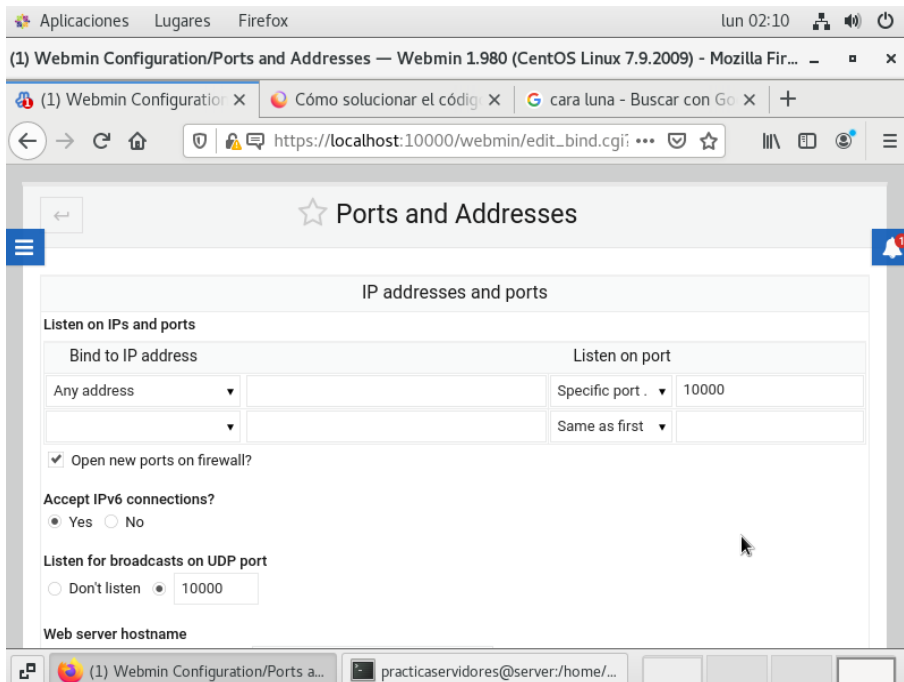 Aplicaciones Lugares Firefox lun 02:10
(1) Webmin Configuration/Ports and Addresses — Webmin 1.980 (CentOS Linux 7.9.2009) - Mozilla Fir...
(1) Webmin Configuration Cómo solucionar el códig G cara luna - Buscar con Go
https://localhost:10000/webmin/edit_bind.cgi?
Ports and Addresses
1
IP addresses and ports
Listen on IPs and ports
Bind to IP address Listen on port
Any address Specific port . 10000
Same as first
Open new ports on firewall?
Accept IPv6 connections?
Yes No
Listen for broadcasts on UDP port
Don't listen 10000
Web server hostname
(1) Webmin Configuration/Ports a... practicaservidores@server:/home/...